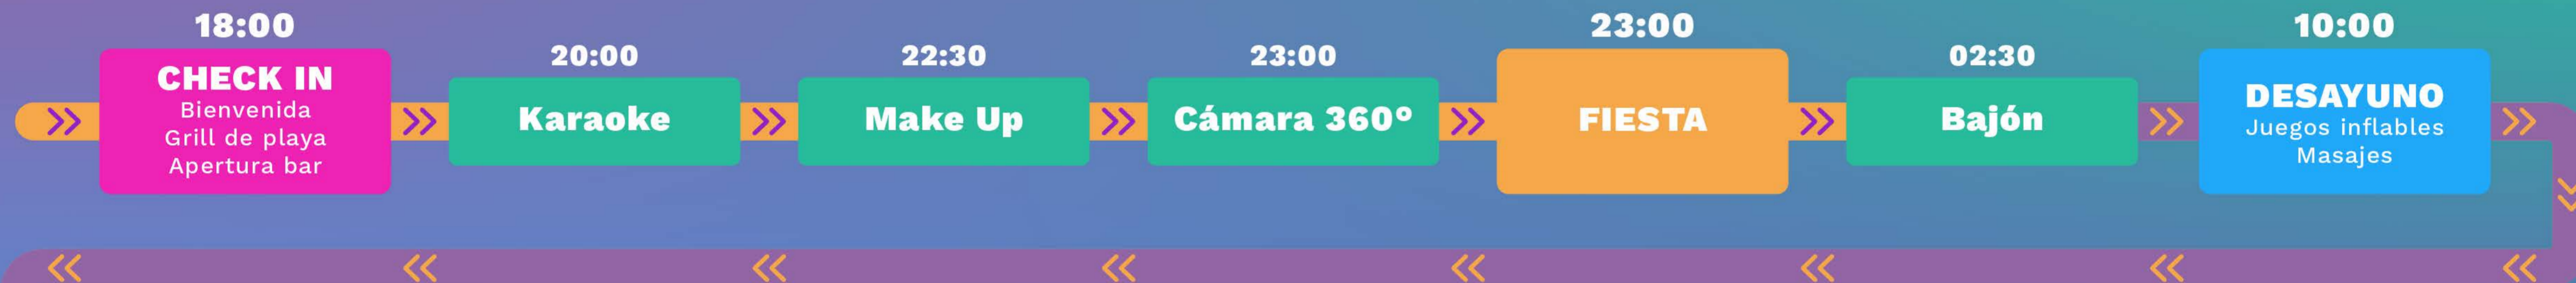 18:00
CHECK IN
Bienvenida
Grill de playa
Apertura bar
20:00
Karaoke
22:30
Make Up
23:00
Cámara 360º
23:00
FIESTA
02:30
Bajón
10:00
DESAYUNO
Juegos inflables
Masajes